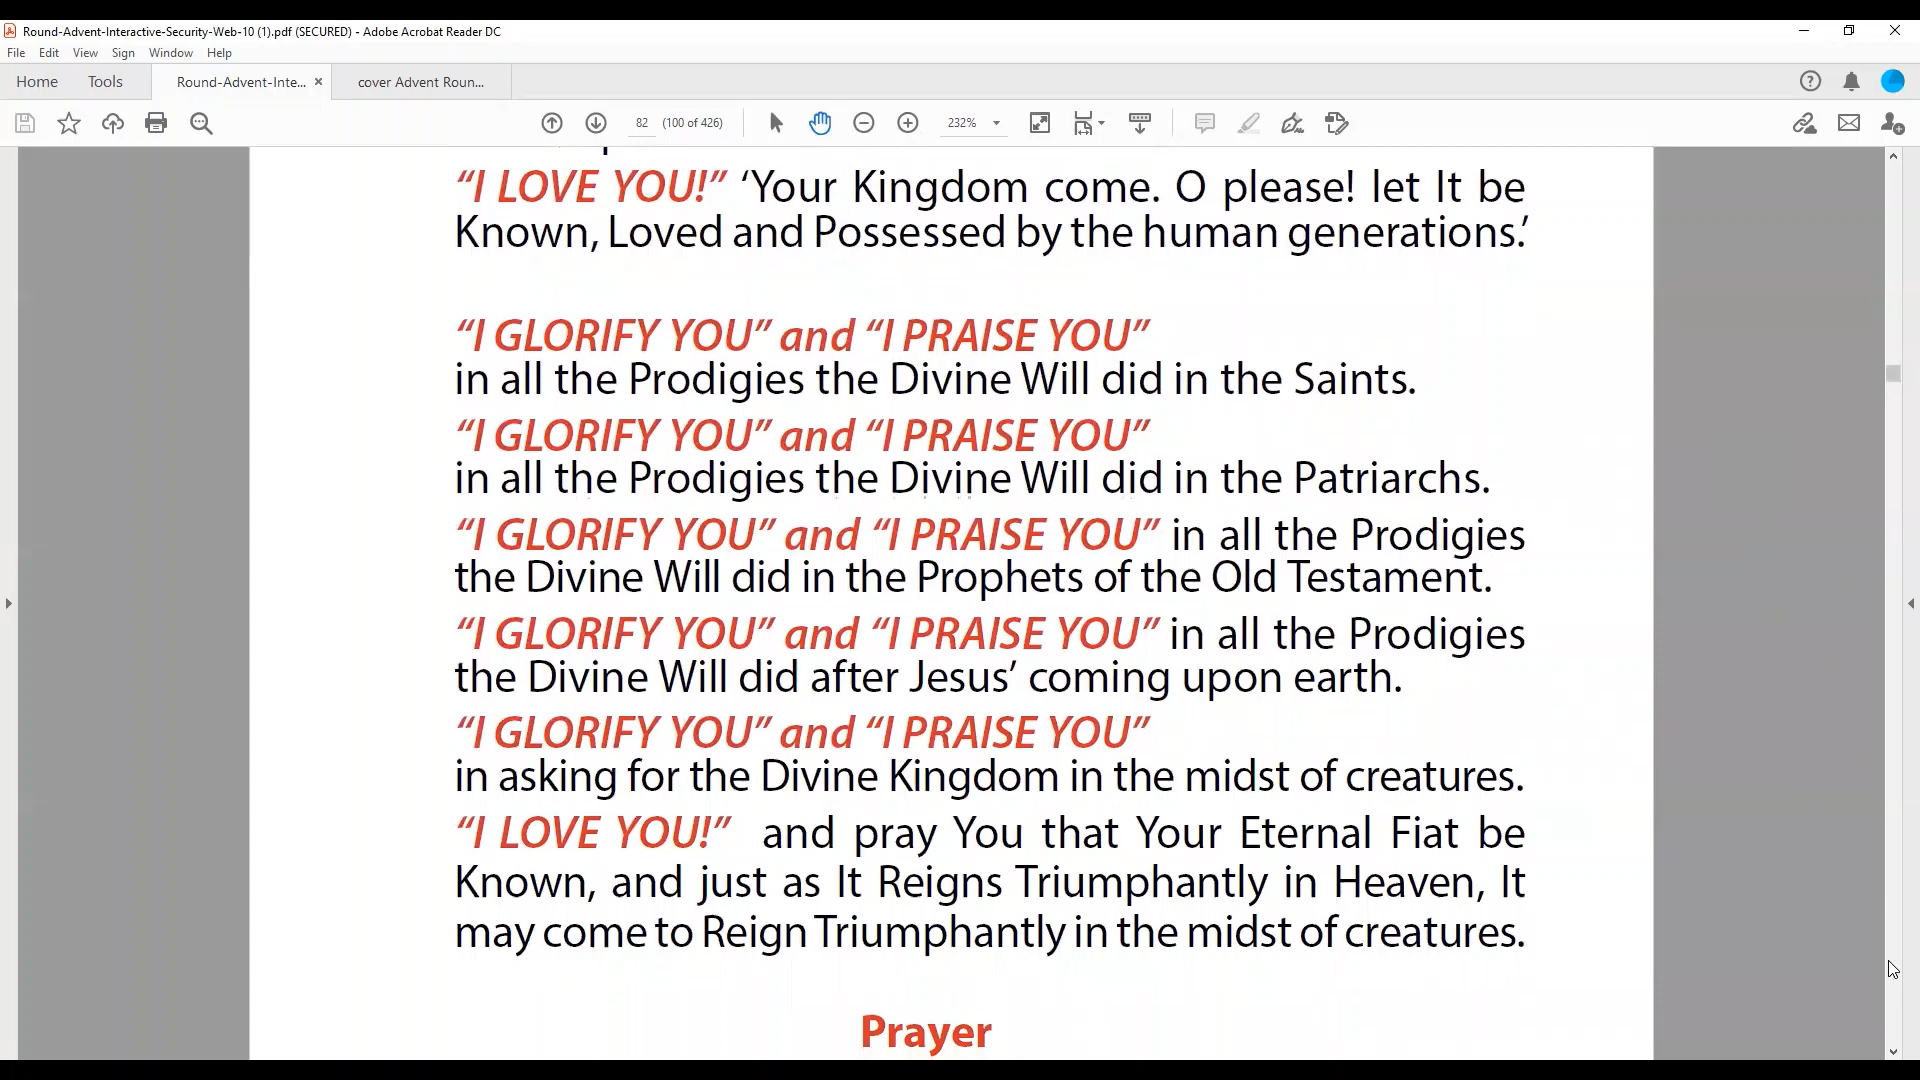 Round-Advent-Interactive-Security-Web-10 (1).pdf (SECURED) - Adobe Acrobat Reader DC
File Edit View Sign Window Help
Home Tools Round-Advent-Inte... × cover Advent Roun...
82 (100 of 426) 232%
“I LOVE YOU!” ‘Your Kingdom come. O please! let It be
Known, Loved and Possessed by the human generations.’
“I GLORIFY YOU” and “I PRAISE YOU”
in all the Prodigies the Divine Will did in the Saints.
“I GLORIFY YOU” and “I PRAISE YOU”
in all the Prodigies the Divine Will did in the Patriarchs.
“I GLORIFY YOU” and “I PRAISE YOU” in all the Prodigies
the Divine Will did in the Prophets of the Old Testament.
“I GLORIFY YOU” and “I PRAISE YOU” in all the Prodigies
the Divine Will did after Jesus’ coming upon earth.
“I GLORIFY YOU” and “I PRAISE YOU”
in asking for the Divine Kingdom in the midst of creatures.
“I LOVE YOU!” and pray You that Your Eternal Fiat be
Known, and just as It Reigns Triumphantly in Heaven, It
may come to Reign Triumphantly in the midst of creatures.
Prayer